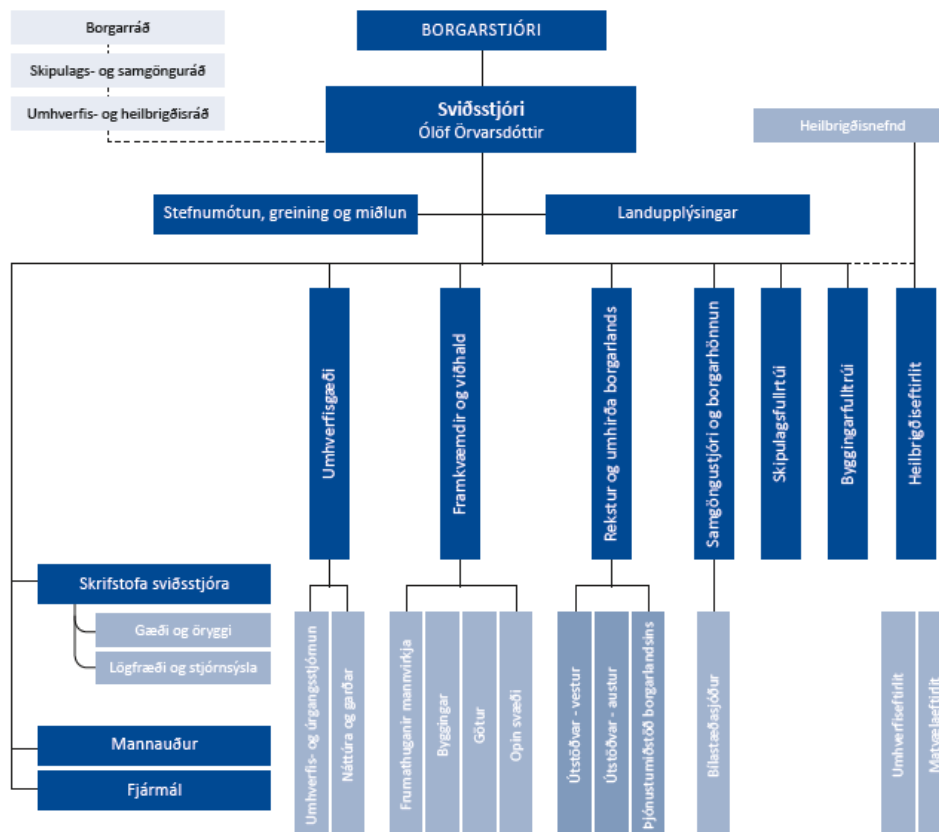 Borgarráð
Skipulags- og samgönguráð
Umhverfis- og heilbrigðisráð
BORGARSTJÓRI
Sviðsstjóri
Ólöf Örvarsdóttir
Heilbrigðisnefnd
Stefnumótun, greining og miðlun
Landupplýsingar
Umhverfisgæði
Framkvæmdir og viðhald
Rekstur og umhirða borgarlands
Samgöngustjóri og borgarhönnun
Skipulagsfullrtúi
Byggingarfulltrúi
Heilbrigðiseftirlit
Skrifstofa sviðsstjóra
Gæði og öryggi
Lögfræði og stjórnsýsla
Mannauður
Fjármál
Umhverfis- og úrgangsstjórnun
Náttúra og garðar
Frumathuganir mannvirkja
Byggingar
Götur
Opin svæði
Útstöðvar - vestur
Útstöðvar - austur
Þjónustumiðstöð borgarlandsins
Bílastæðasjóður
Umhverfiseftirlit
Matvælaeftirlit